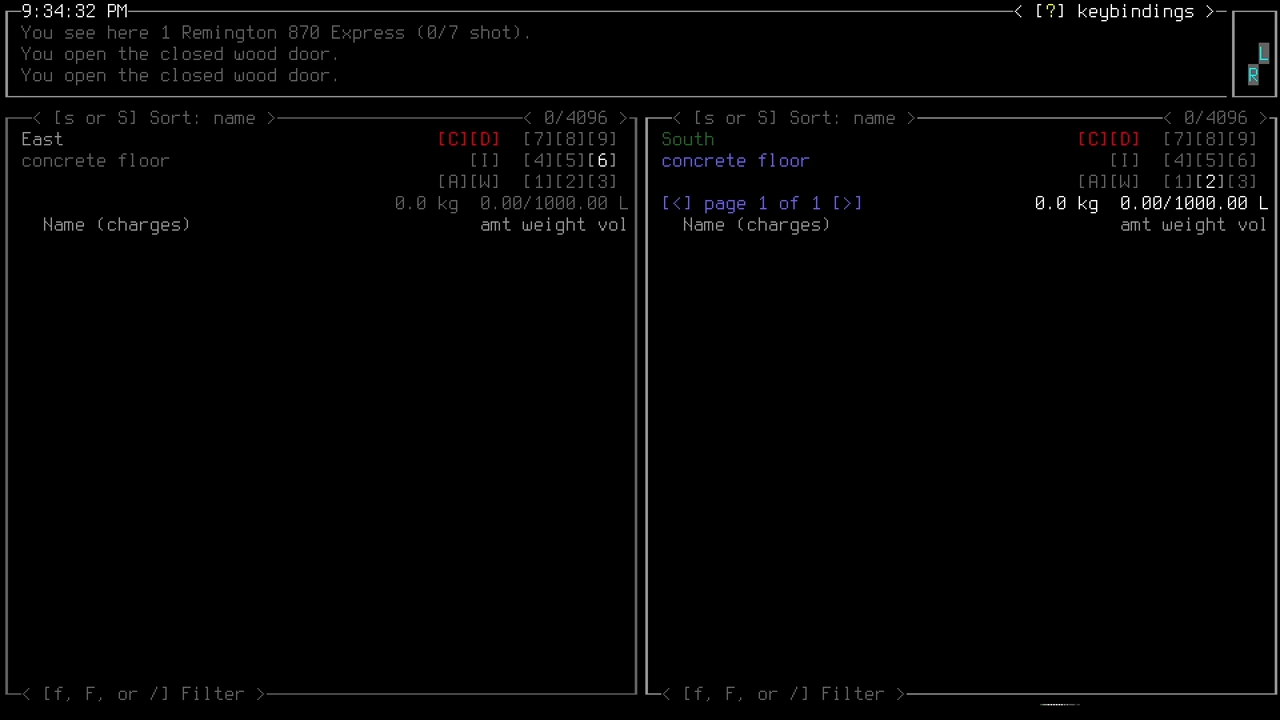 9:34:32 PM < [?] keybindings >
You see here 1 Remington 870 Express (0/7 shot).
You open the closed wood door. L
You open the closed wood door. R
< [s or S] Sort: name > < 0/4096 > < [s or S] Sort: name > < 0/4096 >
East [C][D] [7][8][9] South [C][D] [7][8][9]
concrete floor [I] [4][5][6] concrete floor [I] [4][5][6]
[A][W] [1][2][3] [A][W] [1][2][3]
0.0 kg 0.00/1000.00 L [<] page 1 of 1 [>] 0.0 kg 0.00/1000.00 L
Name (charges) amt weight vol Name (charges) amt weight vol
< [f, F, or /] Filter > < [f, F, or /] Filter >